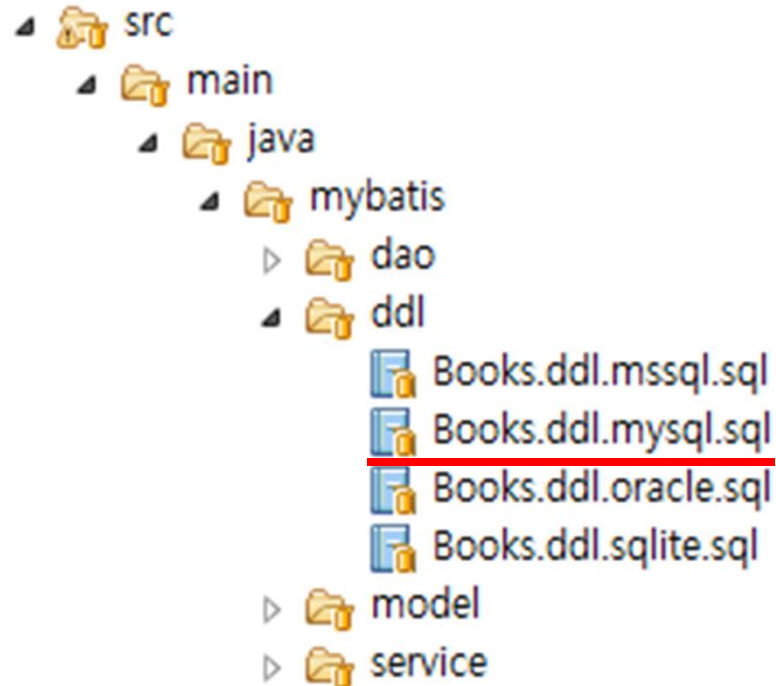 src
main
java
mybatis
dao
ddl
Books.ddl.mssql.sql
Books.ddl.mysql.sql
Books.ddl.oracle.sql
Books.ddl.sqlite.sql
model
service